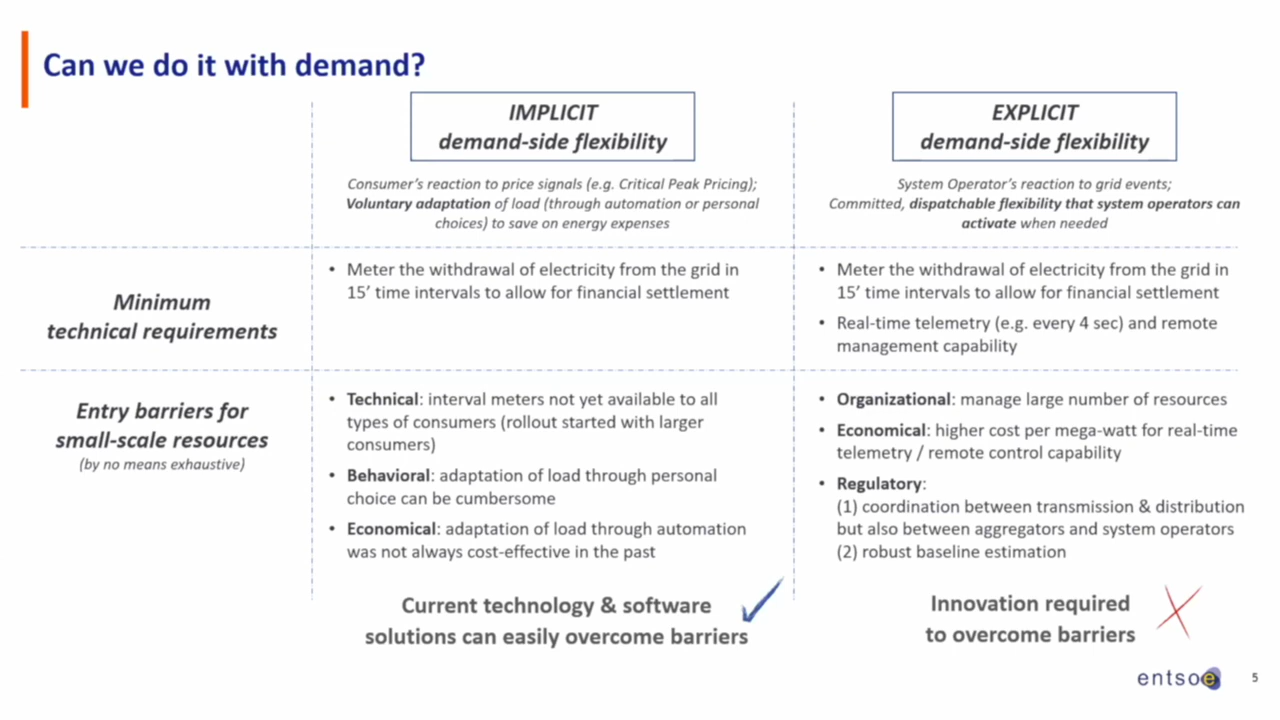 Can we do it with demand?
IMPLICIT
demand-side flexibility
EXPLICIT
demand-side flexibility
Consumer's reaction to price signals (e.g. Critical Peak Pricing);
Voluntary adaptation of load (through automation or personal
choices) to save on energy expenses
System Operator's reaction to grid events;
Committed, dispatchable flexibility that system operators can
activate when needed
Minimum
technical requirements
• Meter the withdrawal of electricity from the grid in
15’ time intervals to allow for financial settlement
• Meter the withdrawal of electricity from the grid in
15’ time intervals to allow for financial settlement
• Real-time telemetry (e.g. every 4 sec) and remote
management capability
Entry barriers for
small-scale resources
(by no means exhaustive)
• Technical: interval meters not yet available to all
types of consumers (rollout started with larger
consumers)
• Behavioral: adaptation of load through personal
choice can be cumbersome
• Economical: adaptation of load through automation
was not always cost-effective in the past
• Organizational: manage large number of resources
• Economical: higher cost per mega-watt for real-time
telemetry / remote control capability
• Regulatory:
(1) coordination between transmission & distribution
but also between aggregators and system operators
(2) robust baseline estimation
Current technology & software
solutions can easily overcome barriers
Innovation required
to overcome barriers
entsoe
5